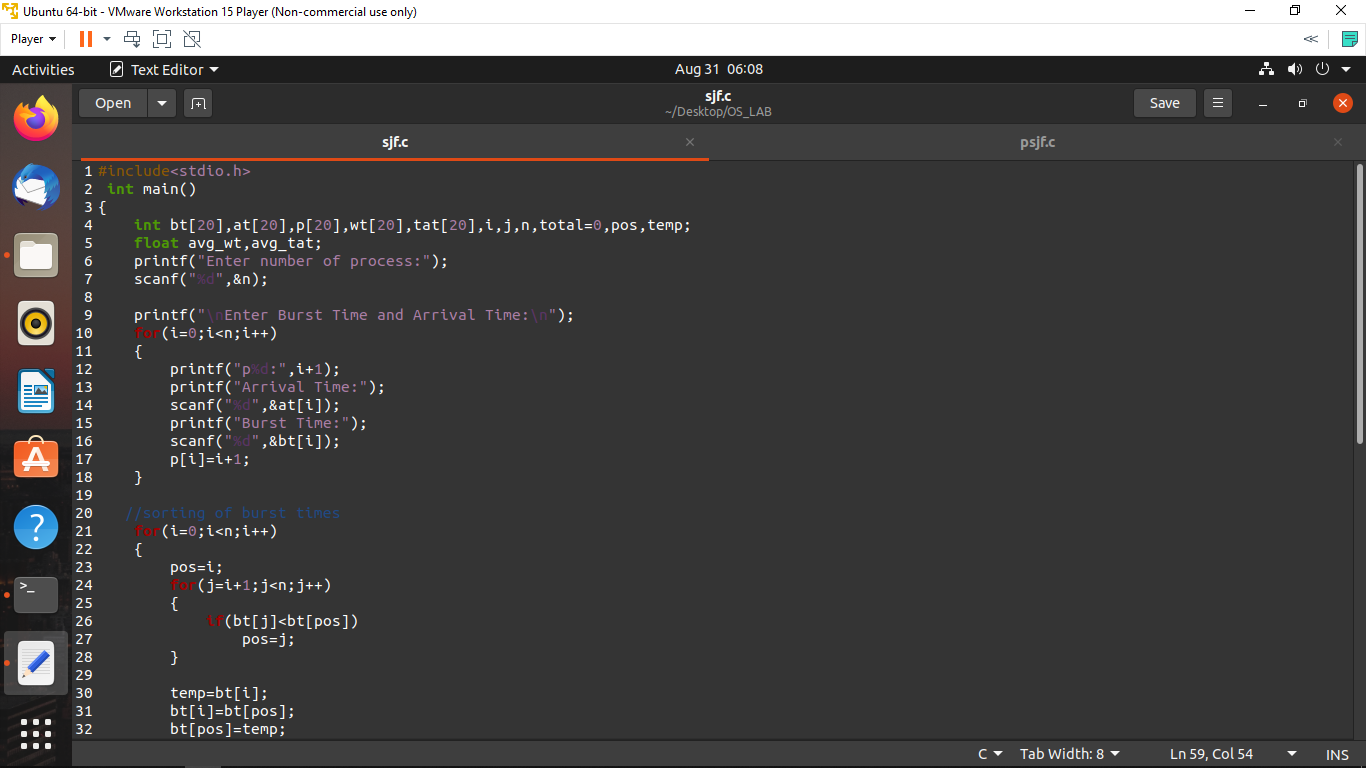 Ubuntu 64-bit - VMware Workstation 15 Player (Non-commercial use only)
Player
Activities
Text Editor
Aug 31 06:08
Open
sjf.c
~/Desktop/OS_LAB
Save
sjf.c
psjf.c
1 #include<stdio.h>
2  int main()
3 {
4     int bt[20],at[20],p[20],wt[20],tat[20],i,j,n,total=0,pos,temp;
5     float avg_wt,avg_tat;
6     printf("Enter number of process:");
7     scanf("%d",&n);
8
9     printf("\nEnter Burst Time and Arrival Time:\n");
10     for(i=0;i<n;i++)
11     {
12         printf("p%d:",i+1);
13         printf("Arrival Time:");
14         scanf("%d",&at[i]);
15         printf("Burst Time:");
16         scanf("%d",&bt[i]);
17         p[i]=i+1;
18     }
19
20    //sorting of burst times
21     for(i=0;i<n;i++)
22     {
23         pos=i;
24         for(j=i+1;j<n;j++)
25         {
26             if(bt[j]<bt[pos])
27                 pos=j;
28         }
29
30         temp=bt[i];
31         bt[i]=bt[pos];
32         bt[pos]=temp;
C
Tab Width: 8
Ln 59, Col 54
INS